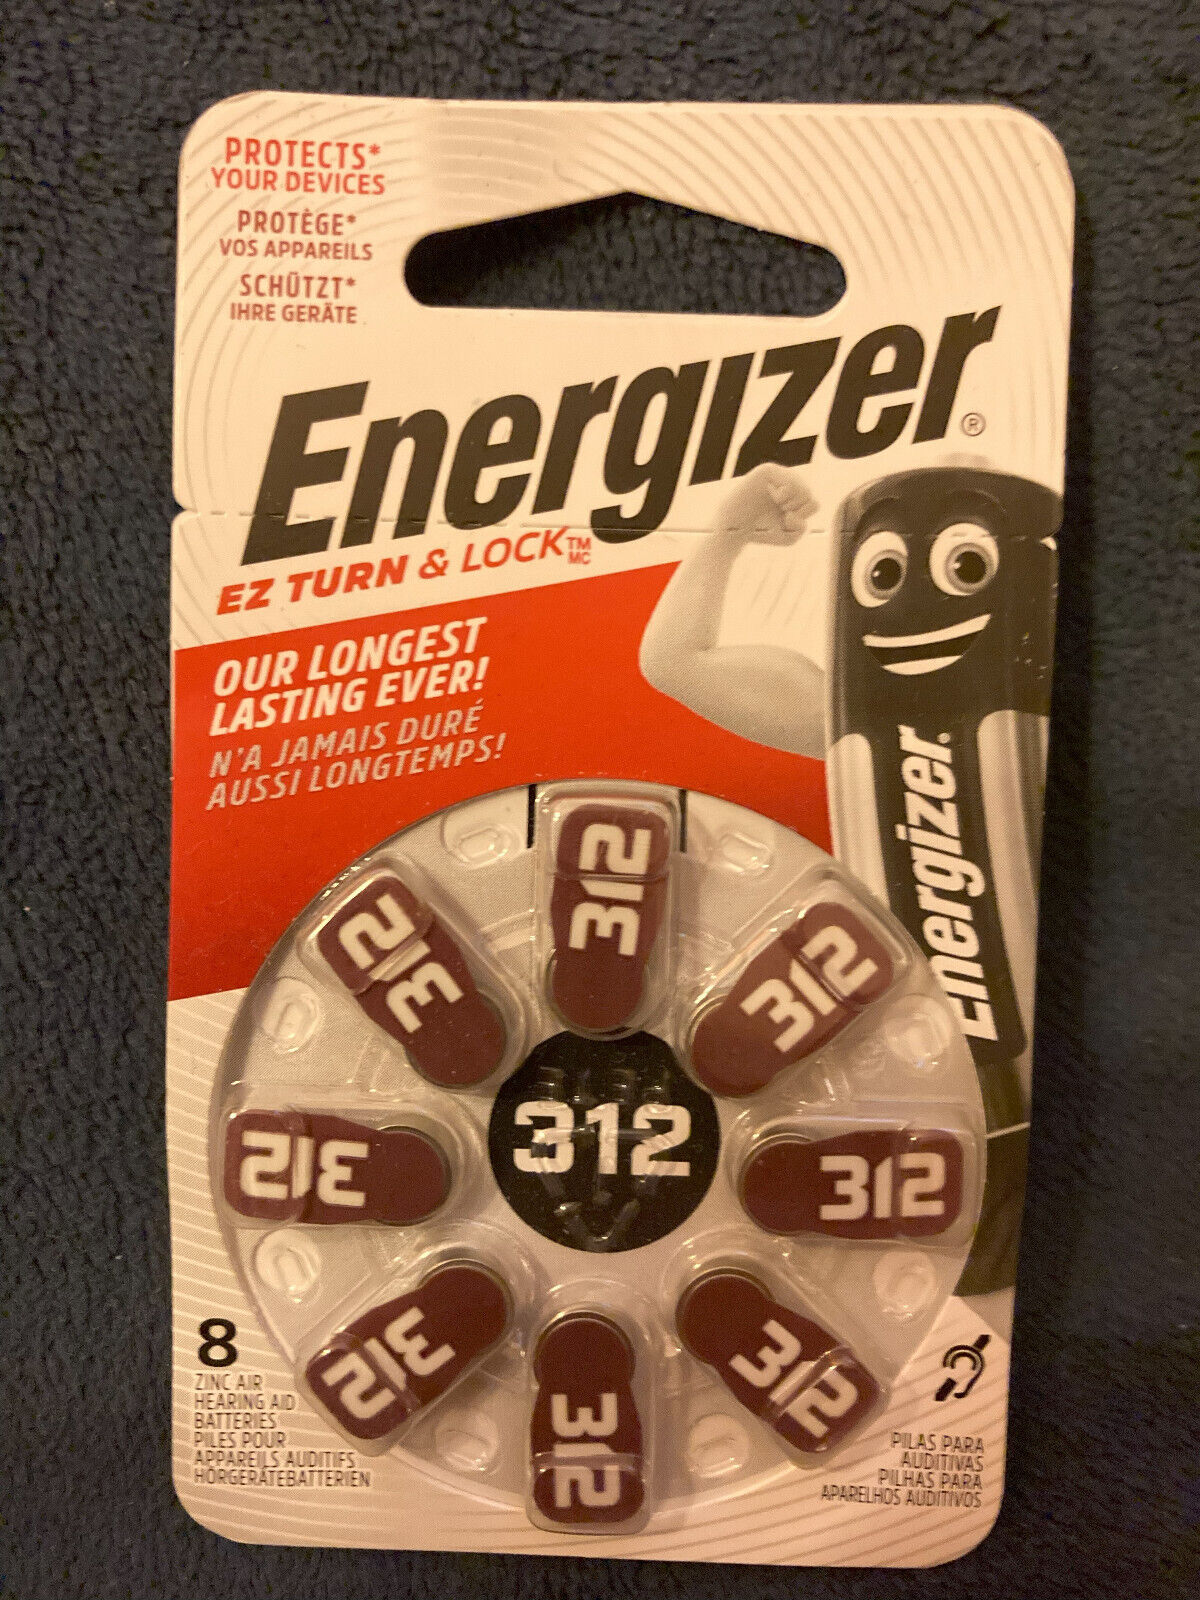 PROTECTS*
YOUR DEVICES
PROTÈGE*
VOS APPAREILS
SCHÜTZT*
IHRE GERÄTE
Energizer®
EZ TURN & LOCK™ MC
OUR LONGEST
LASTING EVER!
N'A JAMAIS DURÉ
AUSSI LONGTEMPS!
Energizer.
312
312
312
312
312
312
312
312
312
8
ZINC AIR
HEARING AID
BATTERIES
PILES POUR
APPAREILS AUDITIFS
HÖRGERÄTEBATTERIEN
PILAS PARA
AUDITIVAS
PILHAS PARA
APARELHOS AUDITIVOS